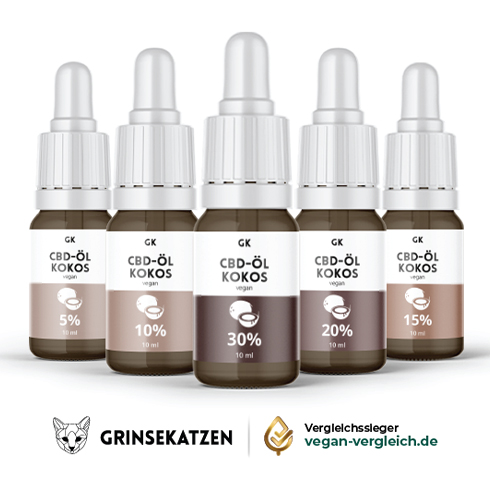 GK
CBD-ÖL
KOKOS
vegan
5%
10 ml
GK
CBD-ÖL
KOKOS
vegan
10%
10 ml
GK
CBD-ÖL
KOKOS
vegan
30%
10 ml
GK
CBD-ÖL
KOKOS
vegan
20%
10 ml
GK
CBD-ÖL
KOKOS
vegan
15%
10 ml
GRINSEKATZEN
Vergleichssieger
vegan-vergleich.de